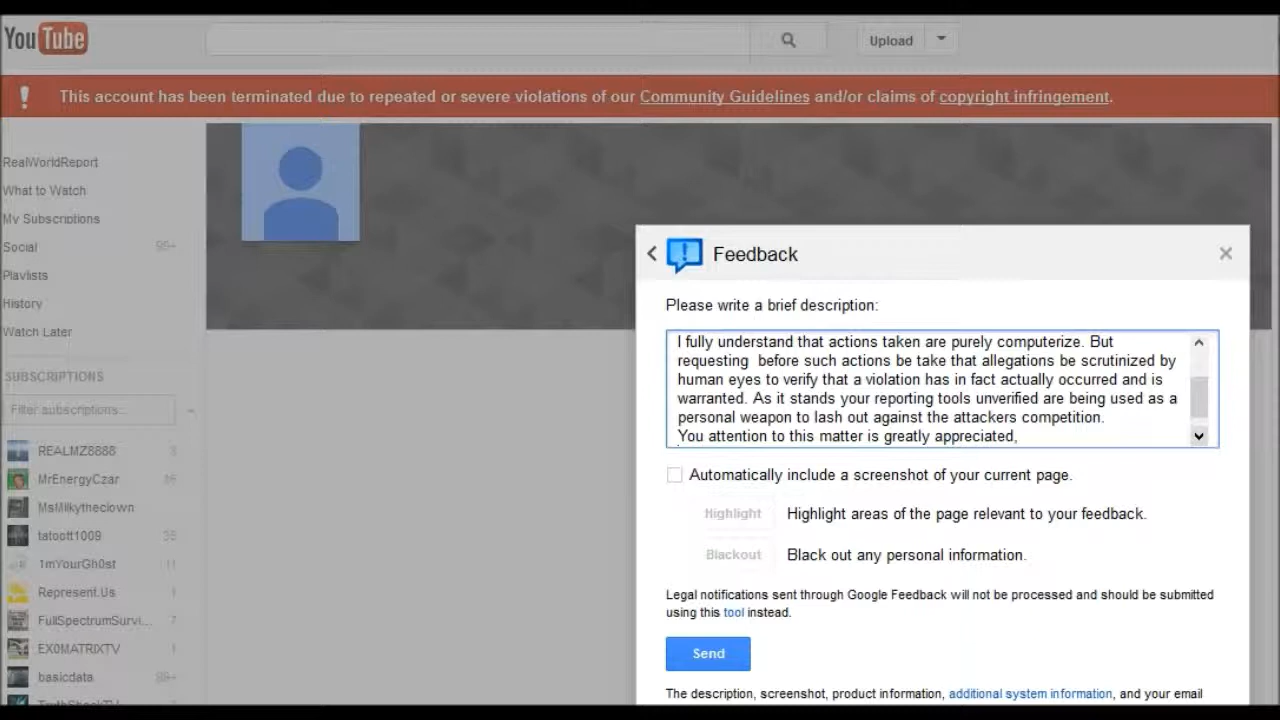 YouTube
Upload
! This account has been terminated due to repeated or severe violations of our Community Guidelines and/or claims of copyright infringement.
RealWorldReport
What to Watch
My Subscriptions
Social 99+
Playlists
History
Watch Later
SUBSCRIPTIONS
Filter subscriptions...
REALMZ8888
MrEnergyCzar
MsMilkytheclown
tatoott1009
1mYourGh0st
Represent.Us
FullSpectrumSurvi...
EX0MATRIXTV
basicdata
Feedback
Please write a brief description:
I fully understand that actions taken are purely computerize. But
requesting before such actions be take that allegations be scrutinized by
human eyes to verify that a violation has in fact actually occurred and is
warranted. As it stands your reporting tools unverified are being used as a
personal weapon to lash out against the attackers competition.
You attention to this matter is greatly appreciated,
Automatically include a screenshot of your current page.
Highlight Highlight areas of the page relevant to your feedback.
Blackout Black out any personal information.
Legal notifications sent through Google Feedback will not be processed and should be submitted
using this tool instead.
Send
The description, screenshot, product information, additional system information, and your email